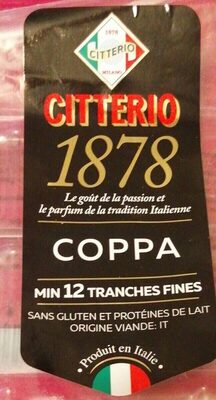 1878
CITTERIO
MILANO
CITTERIO
1878
Le goût de la passion et
le parfum de la tradition Italienne
COPPA
MIN 12 TRANCHES FINES
SANS GLUTEN ET PROTÉINES DE LAIT
ORIGINE VIANDE: IT
• Produit en Italie •